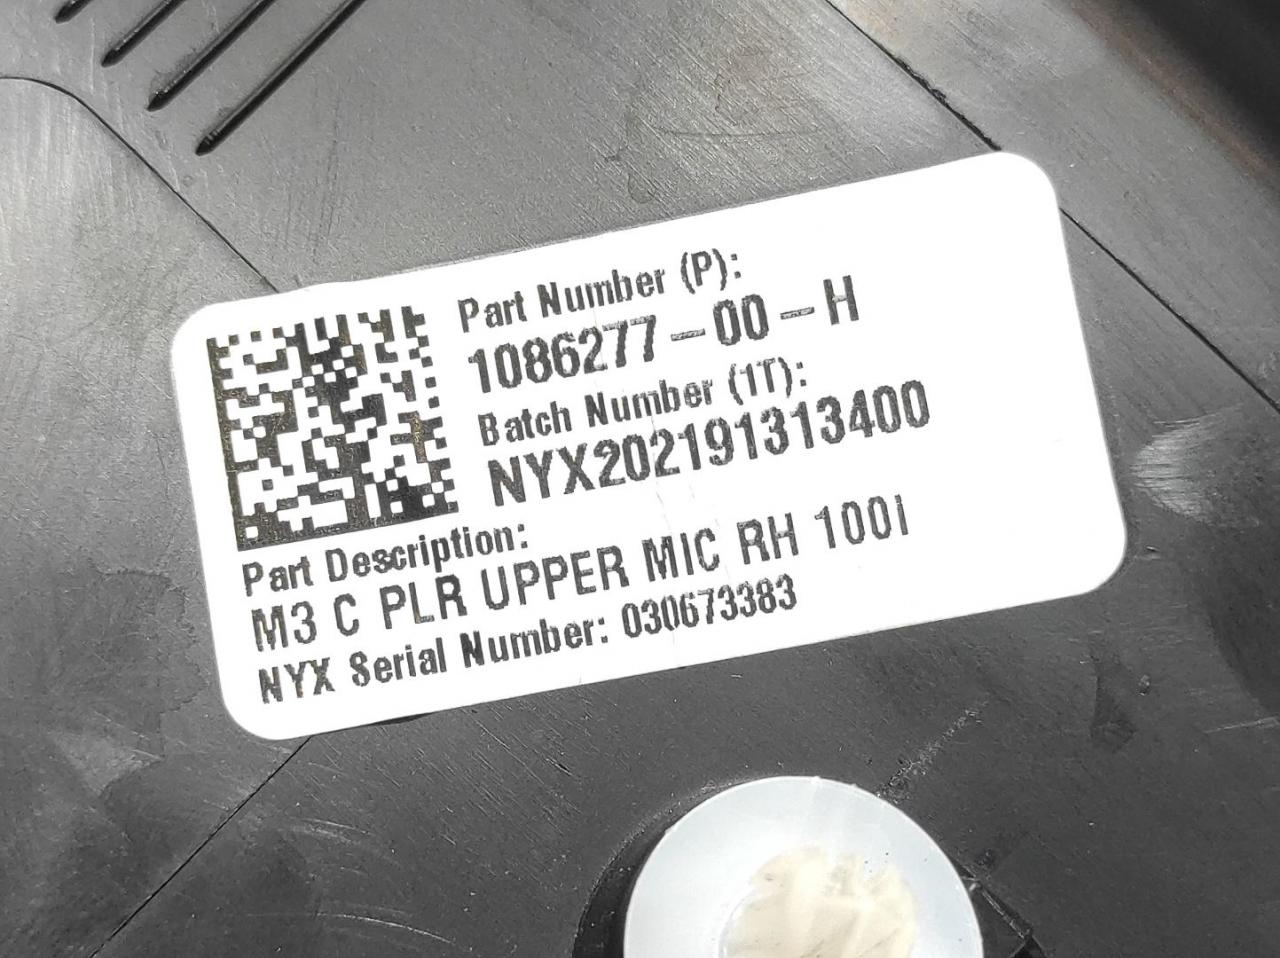 Part Number (P):
1086277-00-H
Batch Number (1T):
NYX202191313400
Part Description:
M3 C PLR UPPER MIC RH 100I
NYX Serial Number: 030673383